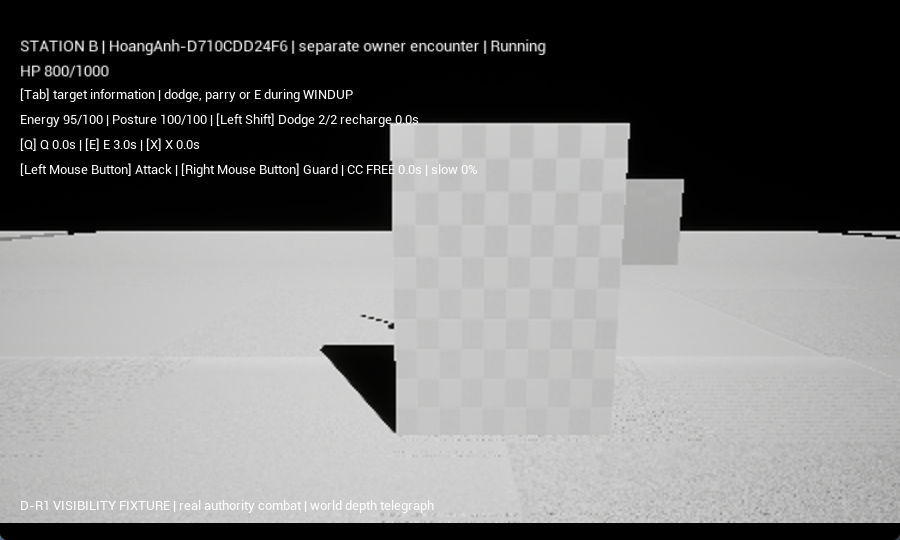 STATION B | HoangAnh-D710CDD24F6 | separate owner encounter | Running
HP 800/1000
[Tab] target information | dodge, parry or E during WINDUP
Energy 95/100 | Posture 100/100 | [Left Shift] Dodge 2/2 recharge 0.0s
[Q] Q 0.0s | [E] E 3.0s | [X] X 0.0s
[Left Mouse Button] Attack | [Right Mouse Button] Guard | CC FREE 0.0s | slow 0%
D-R1 VISIBILITY FIXTURE | real authority combat | world depth telegraph